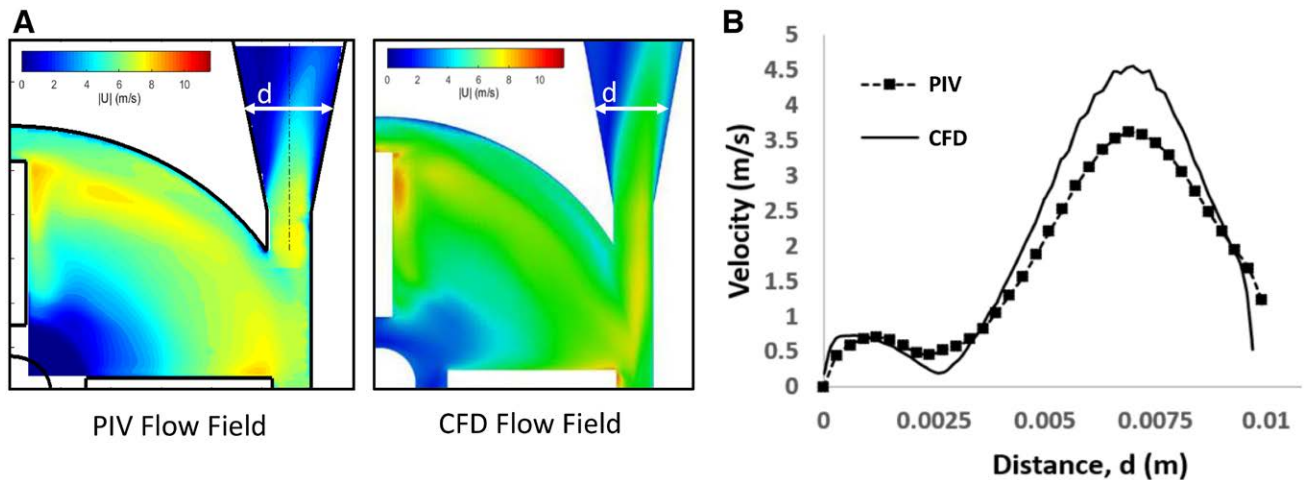 A
0 2 4 6 8 10
|U| (m/s)
d
PIV Flow Field
0 2 4 6 8 10
|U| (m/s)
d
CFD Flow Field
B
5
4.5
4
3.5
3
2.5
2
1.5
1
0.5
0
Velocity (m/s)
PIV
CFD
0 0.0025 0.005 0.0075 0.01
Distance, d (m)